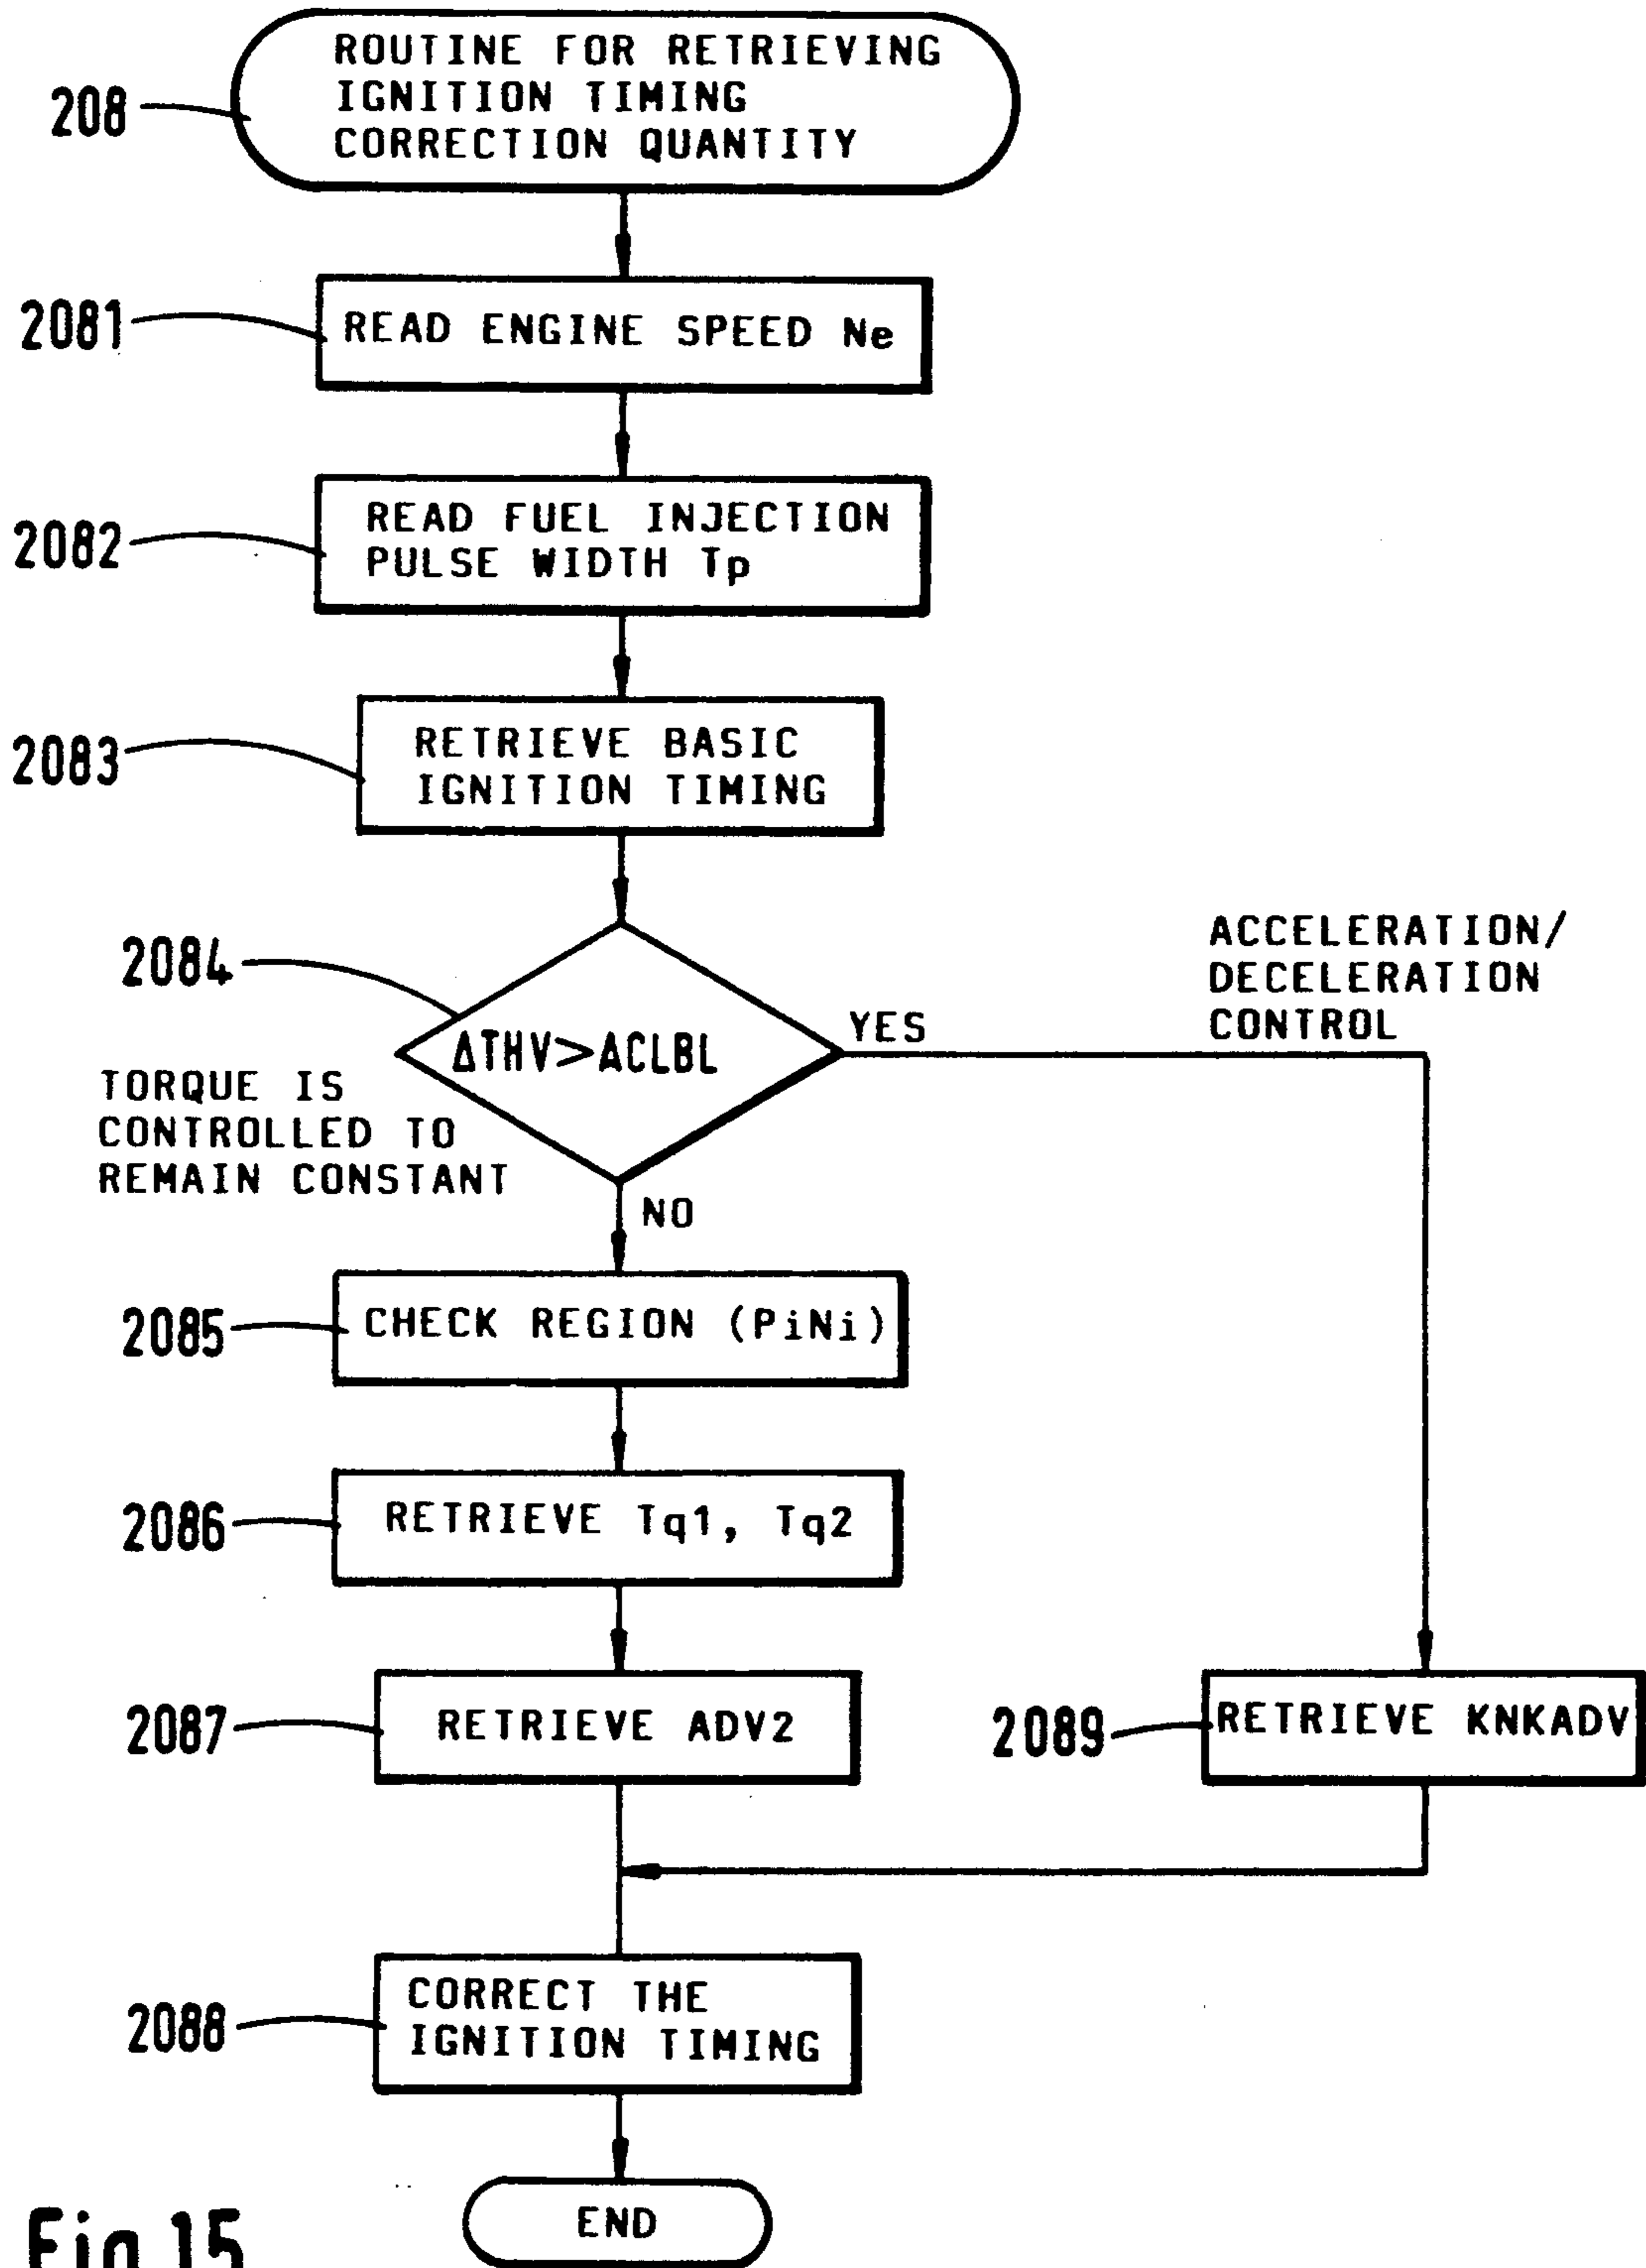 208
ROUTINE FOR RETRIEVING
IGNITION TIMING
CORRECTION QUANTITY
2081
READ ENGINE SPEED Ne
2082
READ FUEL INJECTION
PULSE WIDTH Tp
2083
RETRIEVE BASIC
IGNITION TIMING
2084
ΔTHV>ACLBL
YES
ACCELERATION/
DECELERATION
CONTROL
TORQUE IS
CONTROLLED TO
REMAIN CONSTANT
NO
2085
CHECK REGION (PiNi)
2086
RETRIEVE Tq1, Tq2
2087
RETRIEVE ADV2
2089
RETRIEVE KNKADV
2088
CORRECT THE
IGNITION TIMING
END
Fig.15